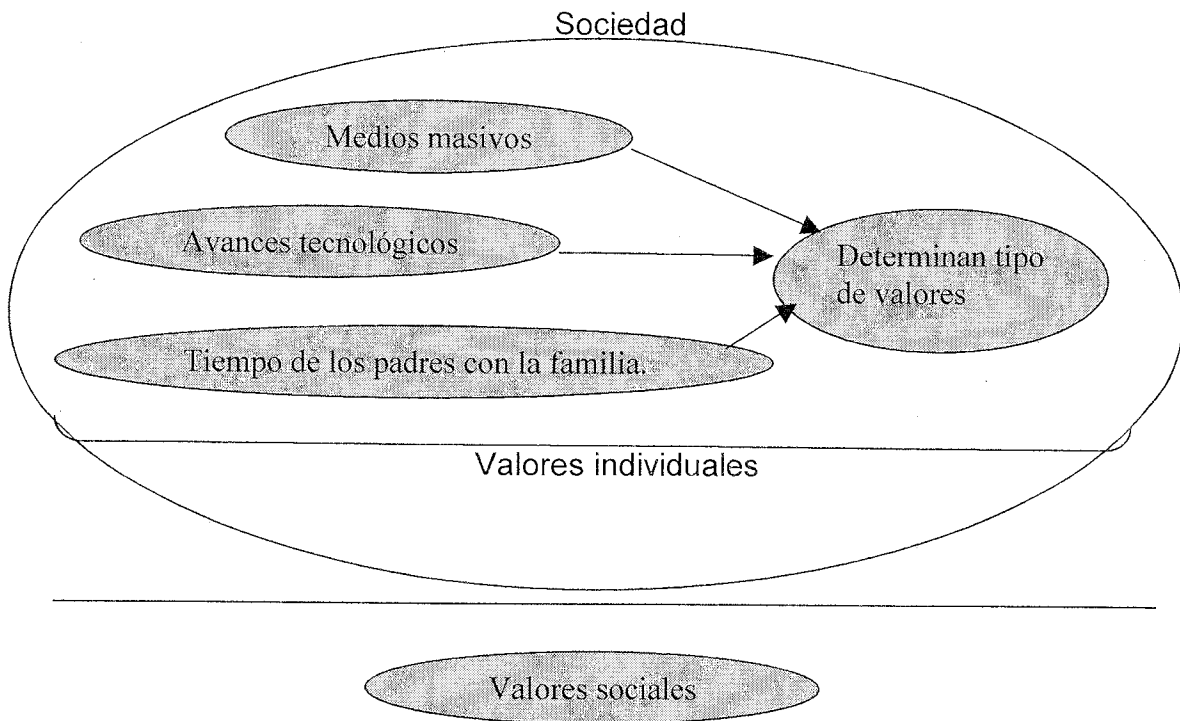 Sociedad
Medios masivos
Avances tecnológicos
Determinan tipo
de valores
Tiempo de los padres con la familia.
Valores individuales
Valores sociales